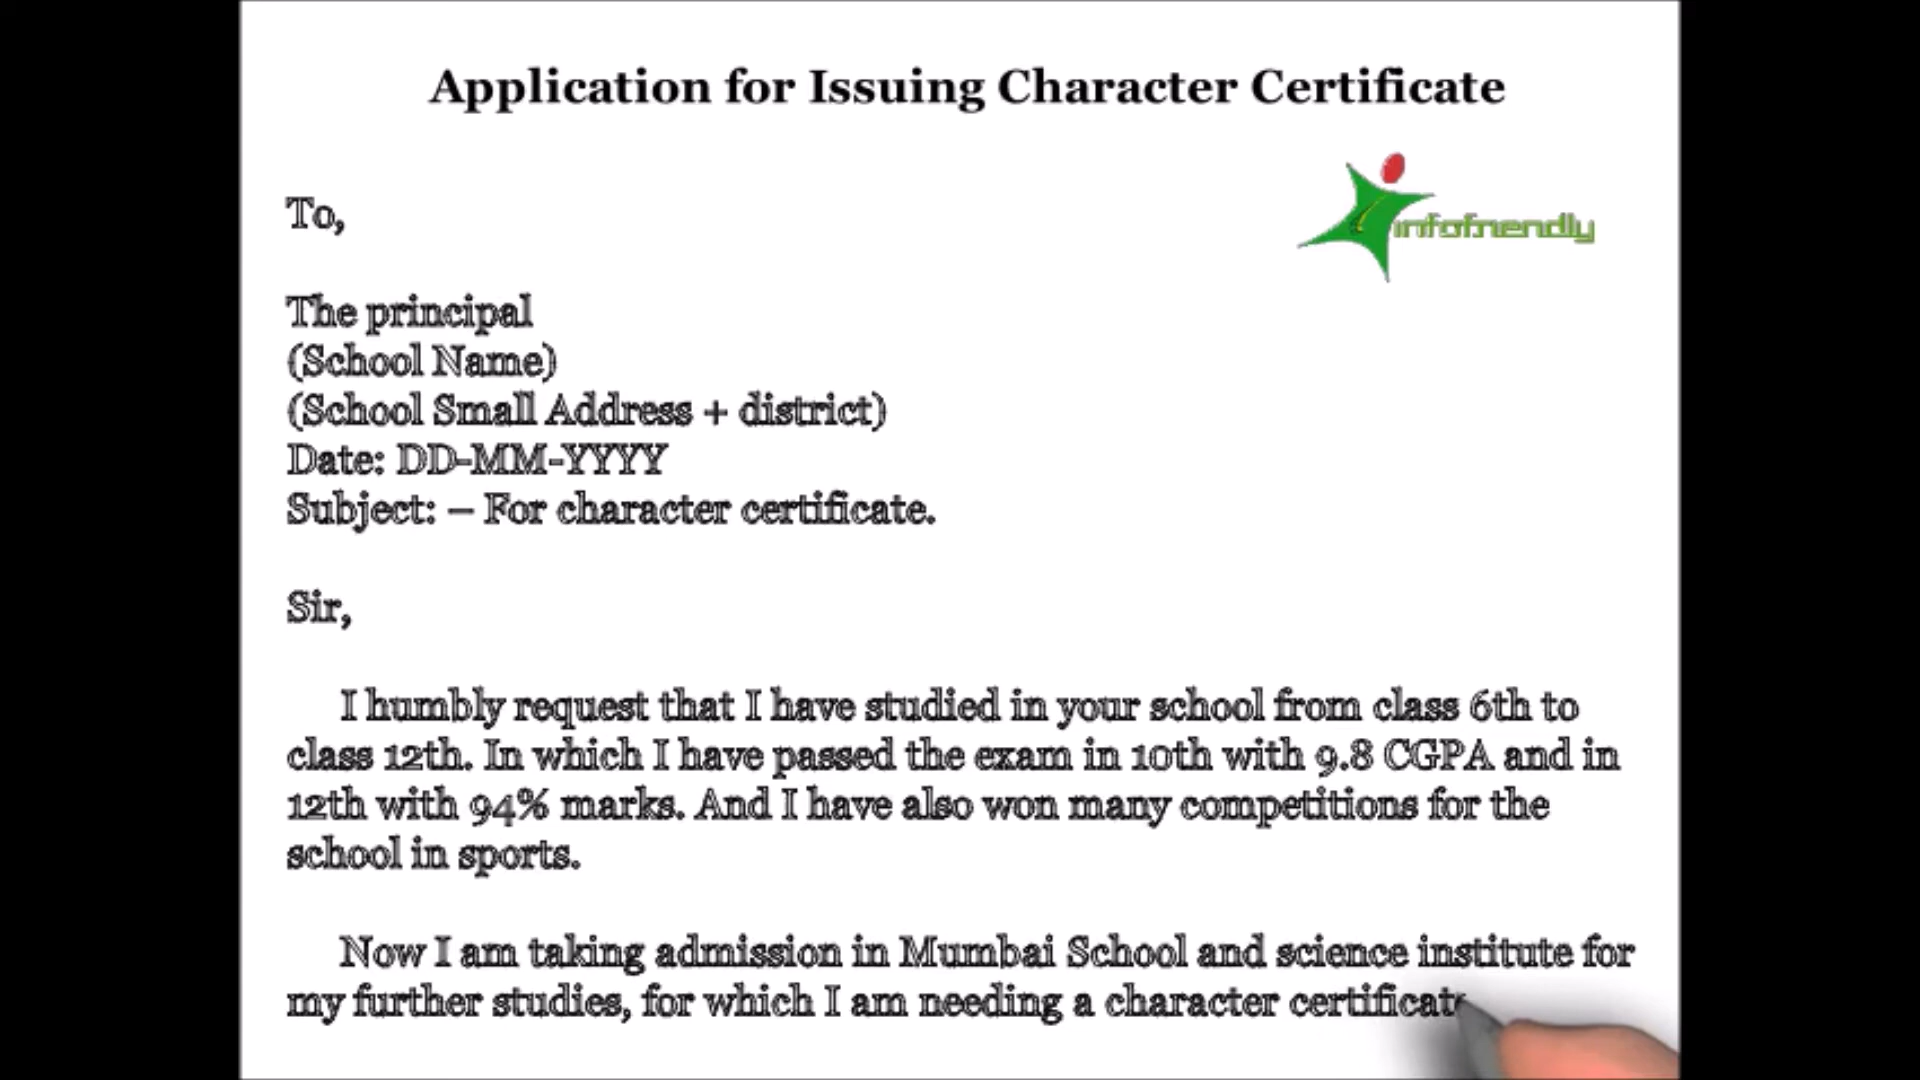 Application for Issuing Character Certificate
infofriendly
To,
The principal
(School Name)
(School Small Address + district)
Date: DD-MM-YYYY
Subject: – For character certificate.
Sir,
I humbly request that I have studied in your school from class 6th to
class 12th. In which I have passed the exam in 10th with 9.8 CGPA and in
12th with 94% marks. And I have also won many competitions for the
school in sports.
Now I am taking admission in Mumbai School and science institute for
my further studies, for which I am needing a character certificate